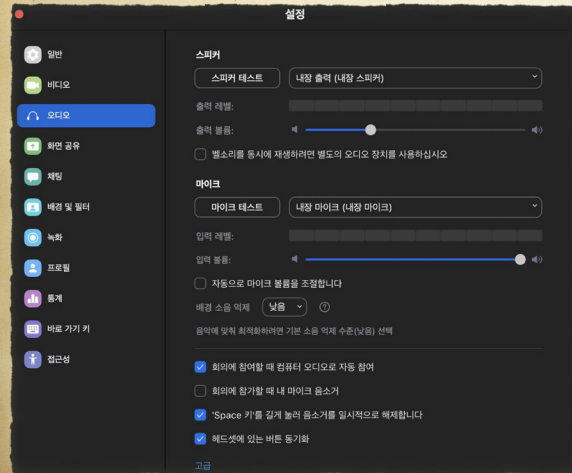 설정
일반
비디오
오디오
화면 공유
채팅
배경 및 필터
녹화
프로필
통계
바로 가기 키
접근성
스피커
스피커 테스트
내장 출력 (내장 스피커)
출력 레벨:
출력 볼륨:
벨소리를 동시에 재생하려면 별도의 오디오 장치를 사용하십시오
마이크
마이크 테스트
내장 마이크 (내장 마이크)
입력 레벨:
입력 볼륨:
자동으로 마이크 볼륨을 조절합니다
배경 소음 억제 낮음 ?
음악에 맞춰 최적화하려면 기본 소음 억제 수준(낮음) 선택
회의에 참여할 때 컴퓨터 오디오로 자동 참여
회의에 참가할 때 내 마이크 음소거
'Space 키'를 길게 눌러 음소거를 일시적으로 해제합니다
헤드셋에 있는 버튼 동기화
고급